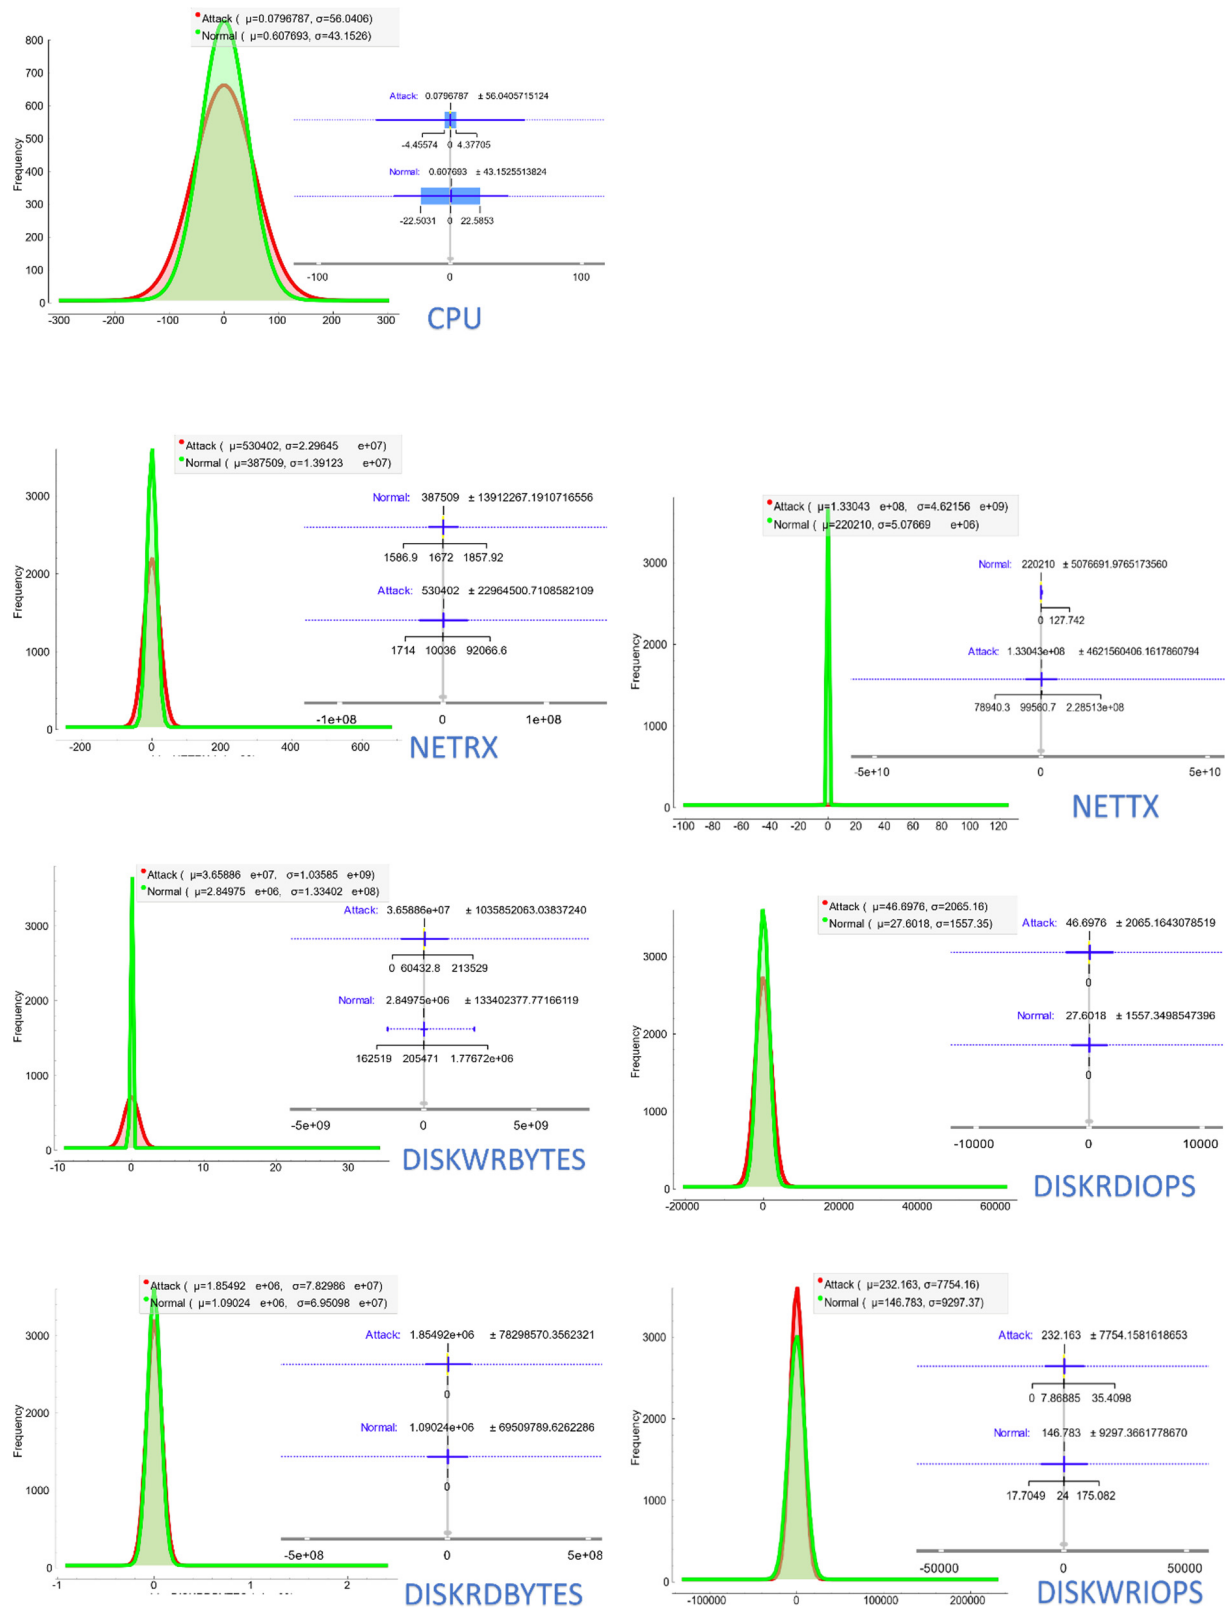 Attack ( μ=0.0796787, σ=56.0406)
Normal ( μ=0.607693, σ=43.1526)
800
700
600
500
400
300
200
100
0
Frequency
-300 -200 -100 0 100 200 300
Attack: 0.0796787 ± 56.0405715124
-4.45574 0 4.37705
Normal: 0.607693 ± 43.1525513824
-22.5031 0 22.5853
-100 0 100
CPU
Attack ( μ=530402, σ=2.29645 e+07)
Normal ( μ=387509, σ=1.39123 e+07)
3000
2000
1000
0
Frequency
-200 0 200 400 600
Normal: 387509 ± 13912267.1910716556
1586.9 1672 1857.92
Attack: 530402 ± 22964500.7108582109
1714 10036 92066.6
-1e+08 0 1e+08
NETRX
Attack ( μ=1.33043 e+08, σ=4.62156 e+09)
Normal ( μ=220210, σ=5.07669 e+06)
3000
2000
1000
0
Frequency
-100 -80 -60 -40 -20 0 20 40 60 80 100 120
Normal: 220210 ± 5076691.9765173560
0 127.742
Attack: 1.33043e+08 ± 4621560406.1617860794
78940.3 99560.7 2.28513e+08
-5e+10 0 5e+10
NETTX
Attack ( μ=3.65886 e+07, σ=1.03585 e+09)
Normal ( μ=2.84975 e+06, σ=1.33402 e+08)
3000
2000
1000
0
Frequency
-10 0 10 20 30
Attack: 3.65886e+07 ± 1035852063.03837240
0 60432.8 213529
Normal: 2.84975e+06 ± 133402377.77166119
162519 205471 1.77672e+06
-5e+09 0 5e+09
DISKWRBYTES
Attack ( μ=46.6976, σ=2065.16)
Normal ( μ=27.6018, σ=1557.35)
3000
2000
1000
0
Frequency
-20000 0 20000 40000 60000
Attack: 46.6976 ± 2065.1643078519
0
Normal: 27.6018 ± 1557.3498547396
0
-10000 0 10000
DISKRDIOPS
Attack ( μ=1.85492 e+06, σ=7.82986 e+07)
Normal ( μ=1.09024 e+06, σ=6.95098 e+07)
3000
2000
1000
0
Frequency
-1 0 1 2
Attack: 1.85492e+06 ± 78298570.3562321
0
Normal: 1.09024e+06 ± 69509789.6262286
0
-5e+08 0 5e+08
DISKRDBYTES
Attack ( μ=232.163, σ=7754.16)
Normal ( μ=146.783, σ=9297.37)
3000
2000
1000
0
Frequency
-100000 0 100000 200000
Attack: 232.163 ± 7754.1581618653
0 7.86885 35.4098
Normal: 146.783 ± 9297.3661778670
17.7049 24 175.082
-50000 0 50000
DISKWRIOPS